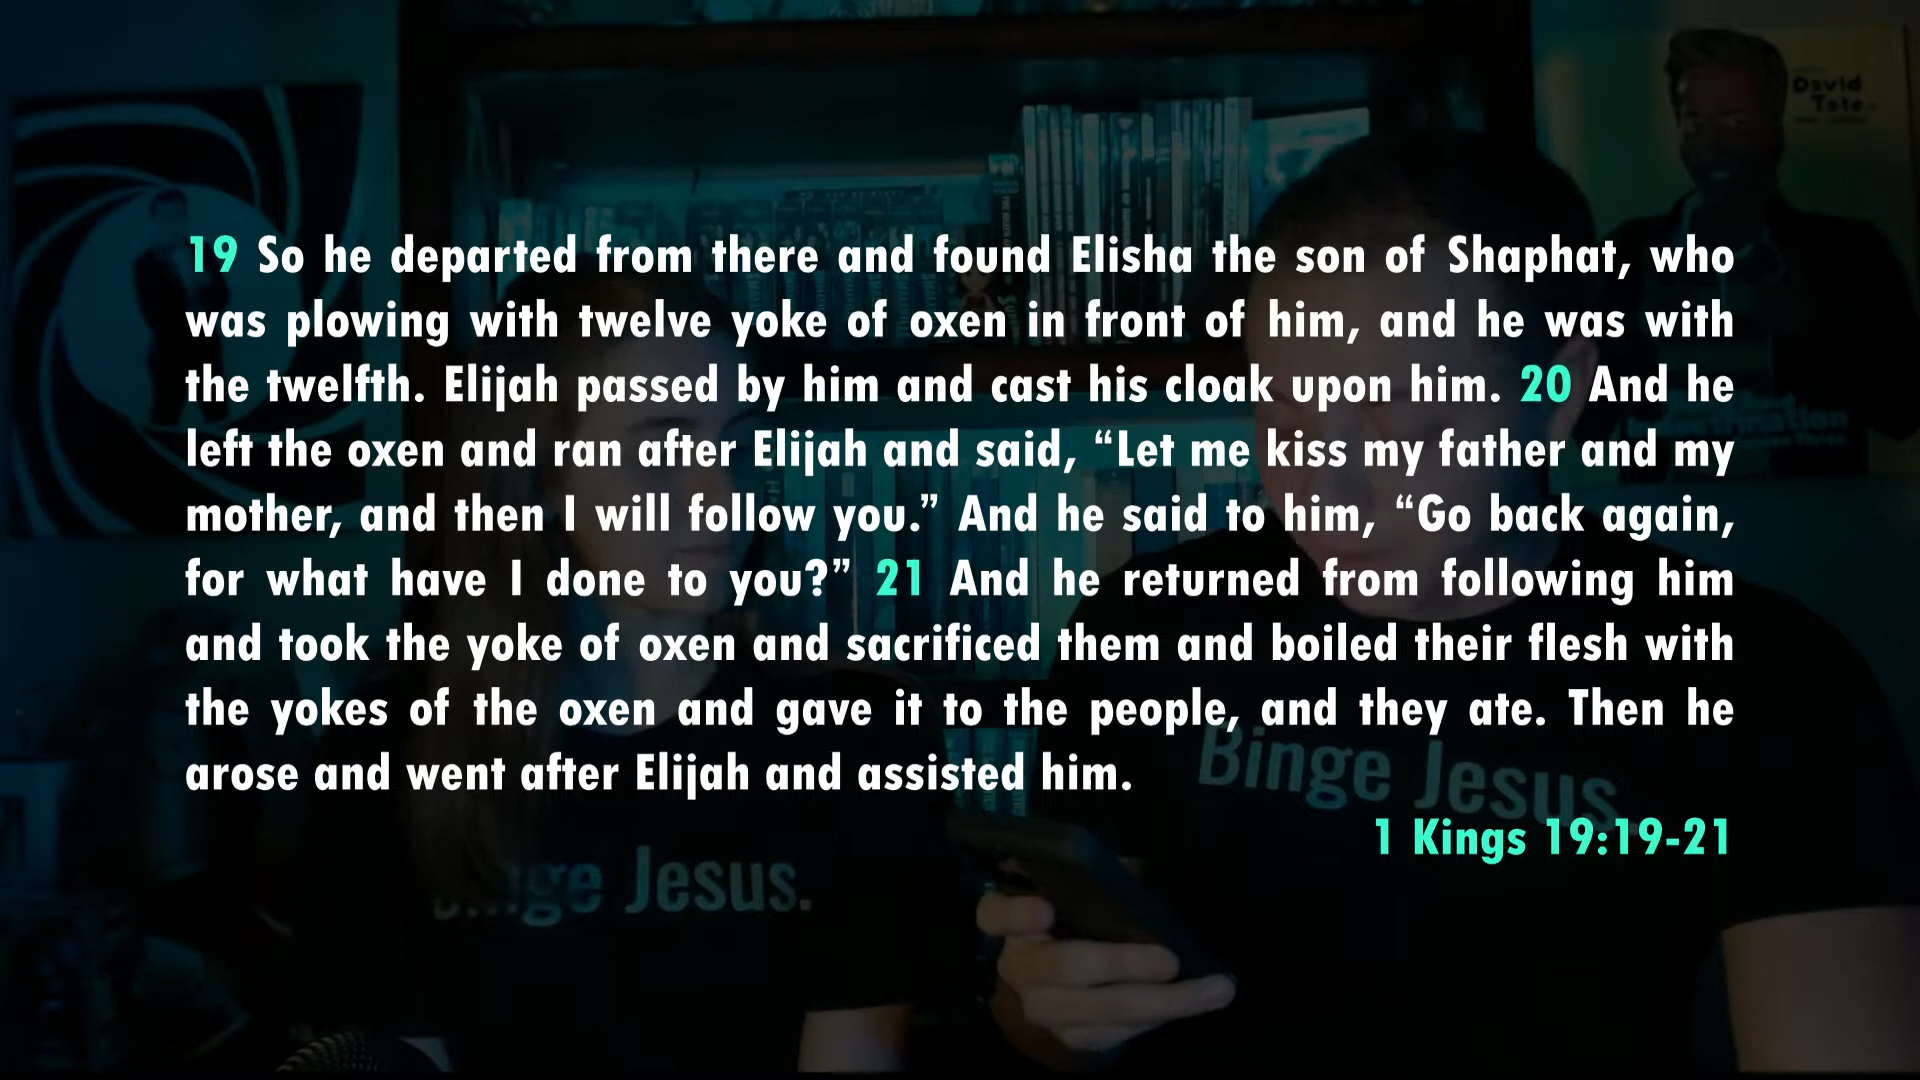 19 So he departed from there and found Elisha the son of Shaphat, who
was plowing with twelve yoke of oxen in front of him, and he was with
the twelfth. Elijah passed by him and cast his cloak upon him. 20 And he
left the oxen and ran after Elijah and said, “Let me kiss my father and my
mother, and then I will follow you.” And he said to him, “Go back again,
for what have I done to you?” 21 And he returned from following him
and took the yoke of oxen and sacrificed them and boiled their flesh with
the yokes of the oxen and gave it to the people, and they ate. Then he
arose and went after Elijah and assisted him.
1 Kings 19:19-21
Binge Jesus.
Binge Jesus.
David
Tate